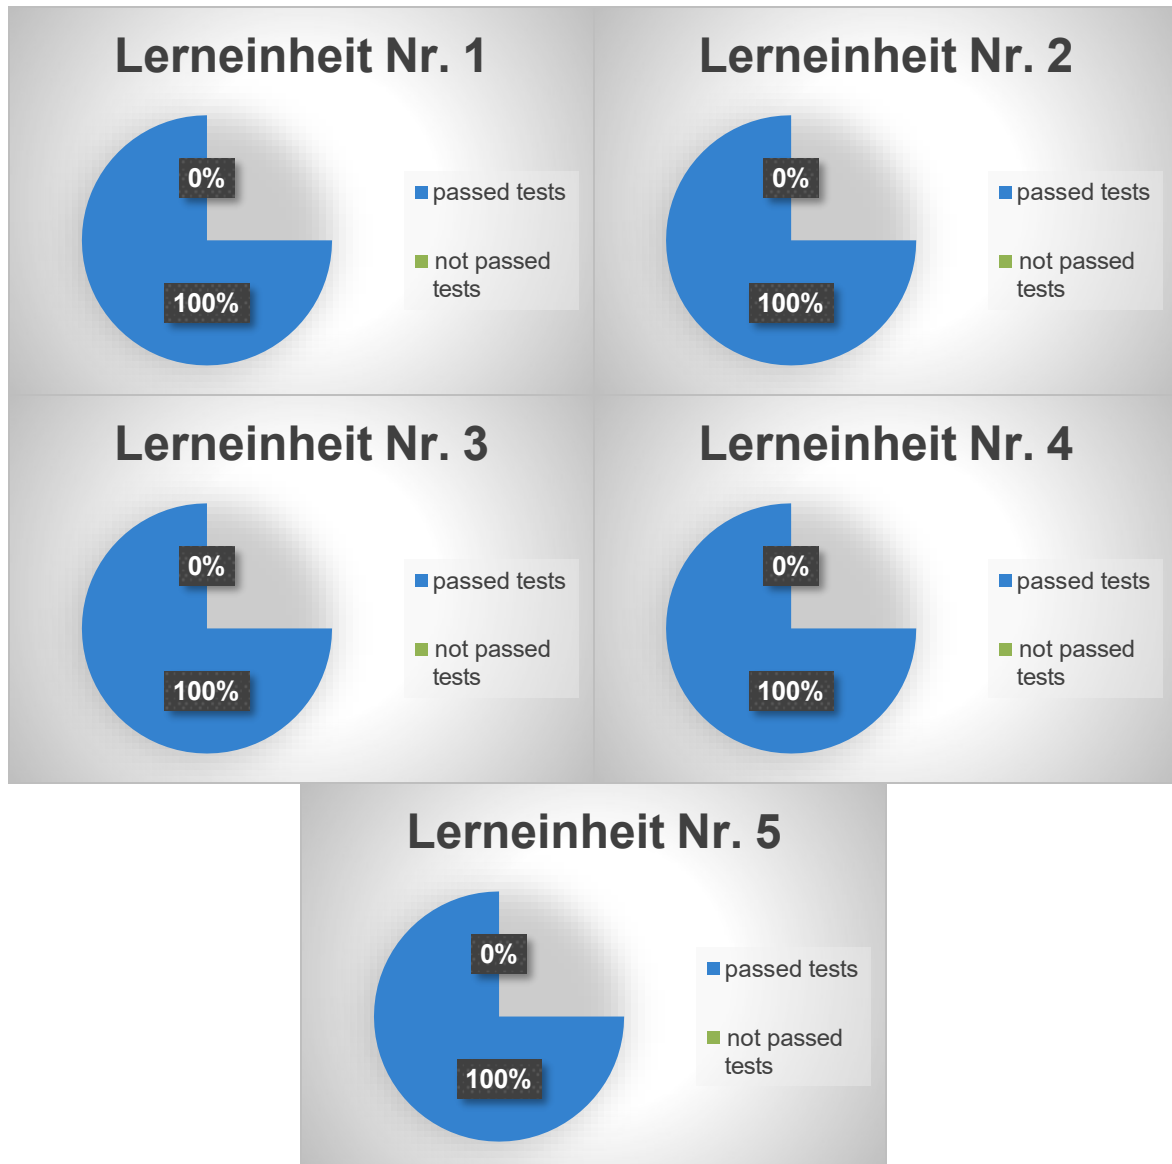 Lerneinheit Nr. 1
0%
100%
passed tests
not passed
tests
Lerneinheit Nr. 2
0%
100%
passed tests
not passed
tests
Lerneinheit Nr. 3
0%
100%
passed tests
not passed
tests
Lerneinheit Nr. 4
0%
100%
passed tests
not passed
tests
Lerneinheit Nr. 5
0%
100%
passed tests
not passed
tests